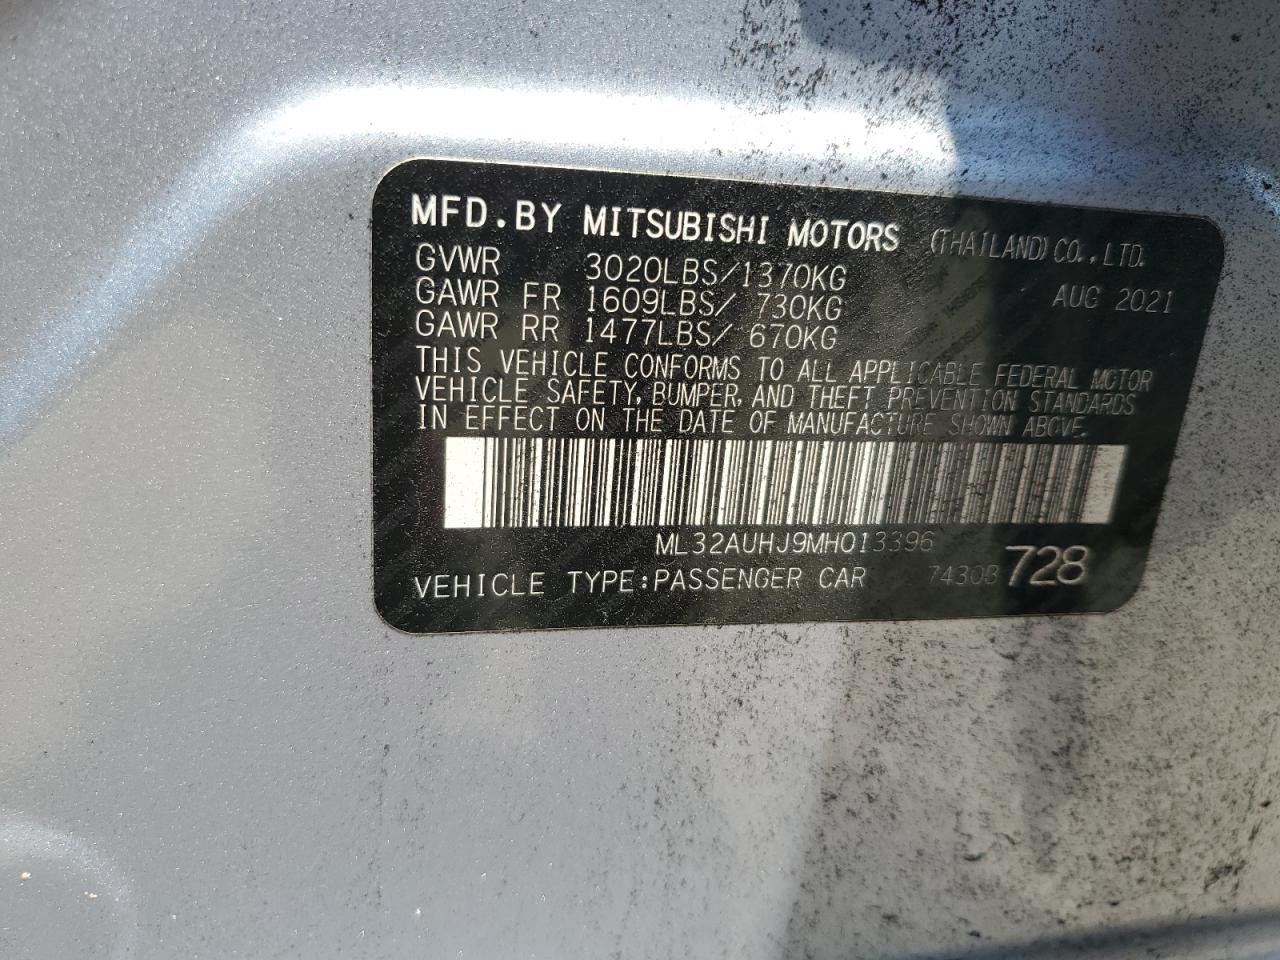 MFD.BY MITSUBISHI MOTORS (THAILAND) CO.,LTD.
GVWR 3020LBS/1370KG AUG 2021
GAWR FR 1609LBS/ 730KG
GAWR RR 1477LBS/ 670KG
THIS VEHICLE CONFORMS TO ALL APPLICABLE FEDERAL MOTOR
VEHICLE SAFETY, BUMPER, AND THEFT PREVENTION STANDARDS
IN EFFECT ON THE DATE OF MANUFACTURE SHOWN ABOVE.
ML32AUHJ9MH013396
VEHICLE TYPE:PASSENGER CAR 7430B 728